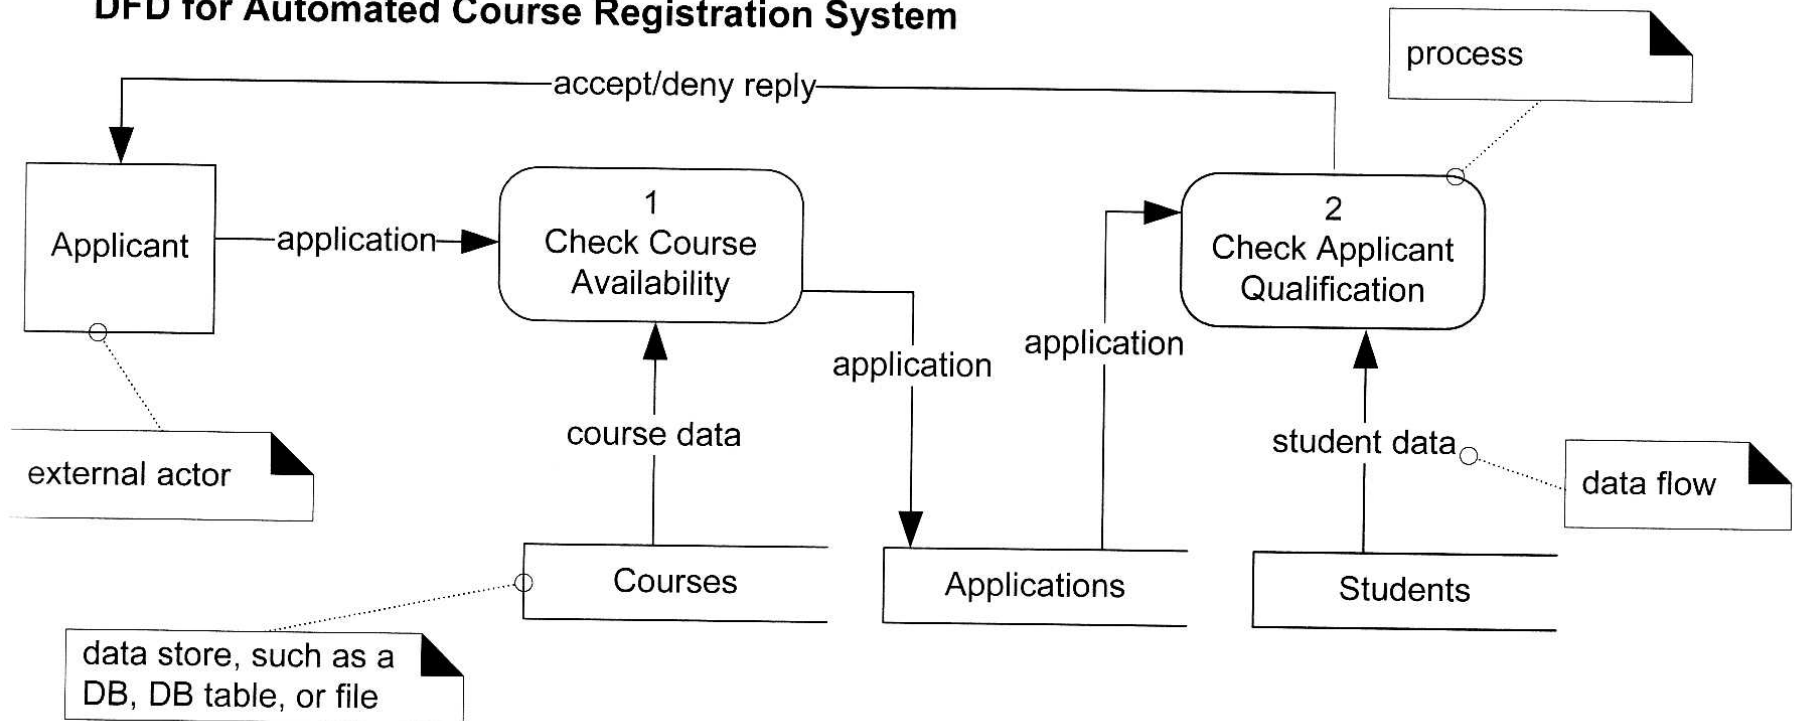 DFD for Automated Course Registration System
process
accept/deny reply
Applicant
application
1
Check Course
Availability
2
Check Applicant
Qualification
application
application
external actor
course data
student data
data flow
Courses
Applications
Students
data store, such as a
DB, DB table, or file